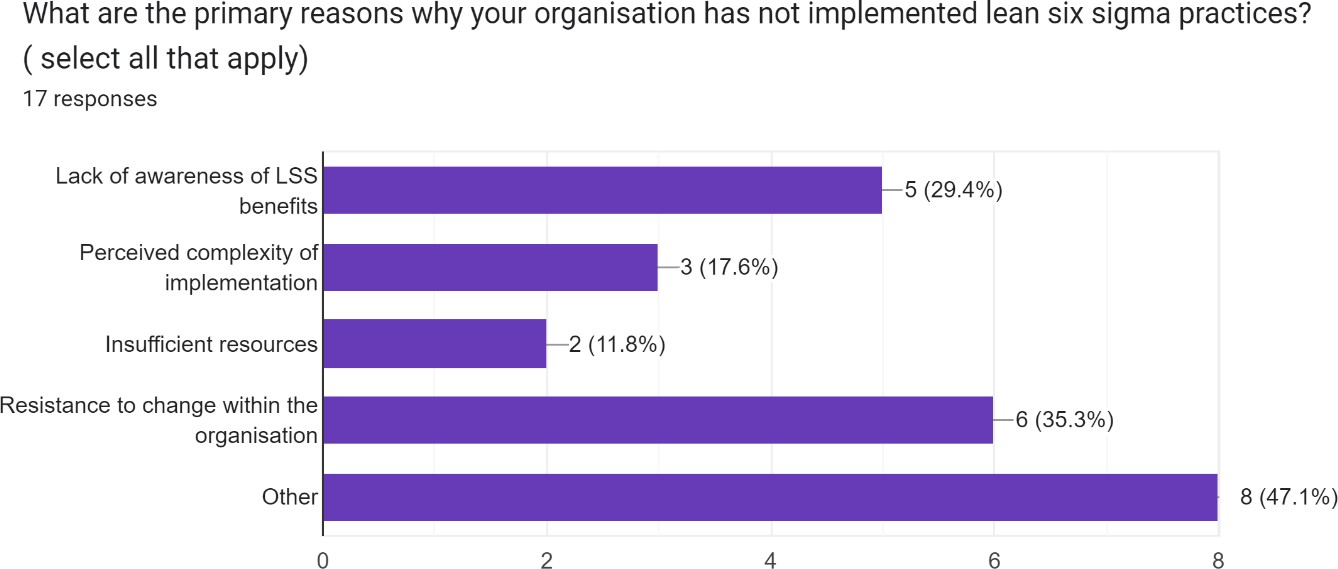 What are the primary reasons why your organisation has not implemented lean six sigma practices?
( select all that apply)
17 responses
Lack of awareness of LSS
benefits
5 (29.4%)
Perceived complexity of
implementation
3 (17.6%)
Insufficient resources
2 (11.8%)
Resistance to change within the
organisation
6 (35.3%)
Other
8 (47.1%)
0 2 4 6 8